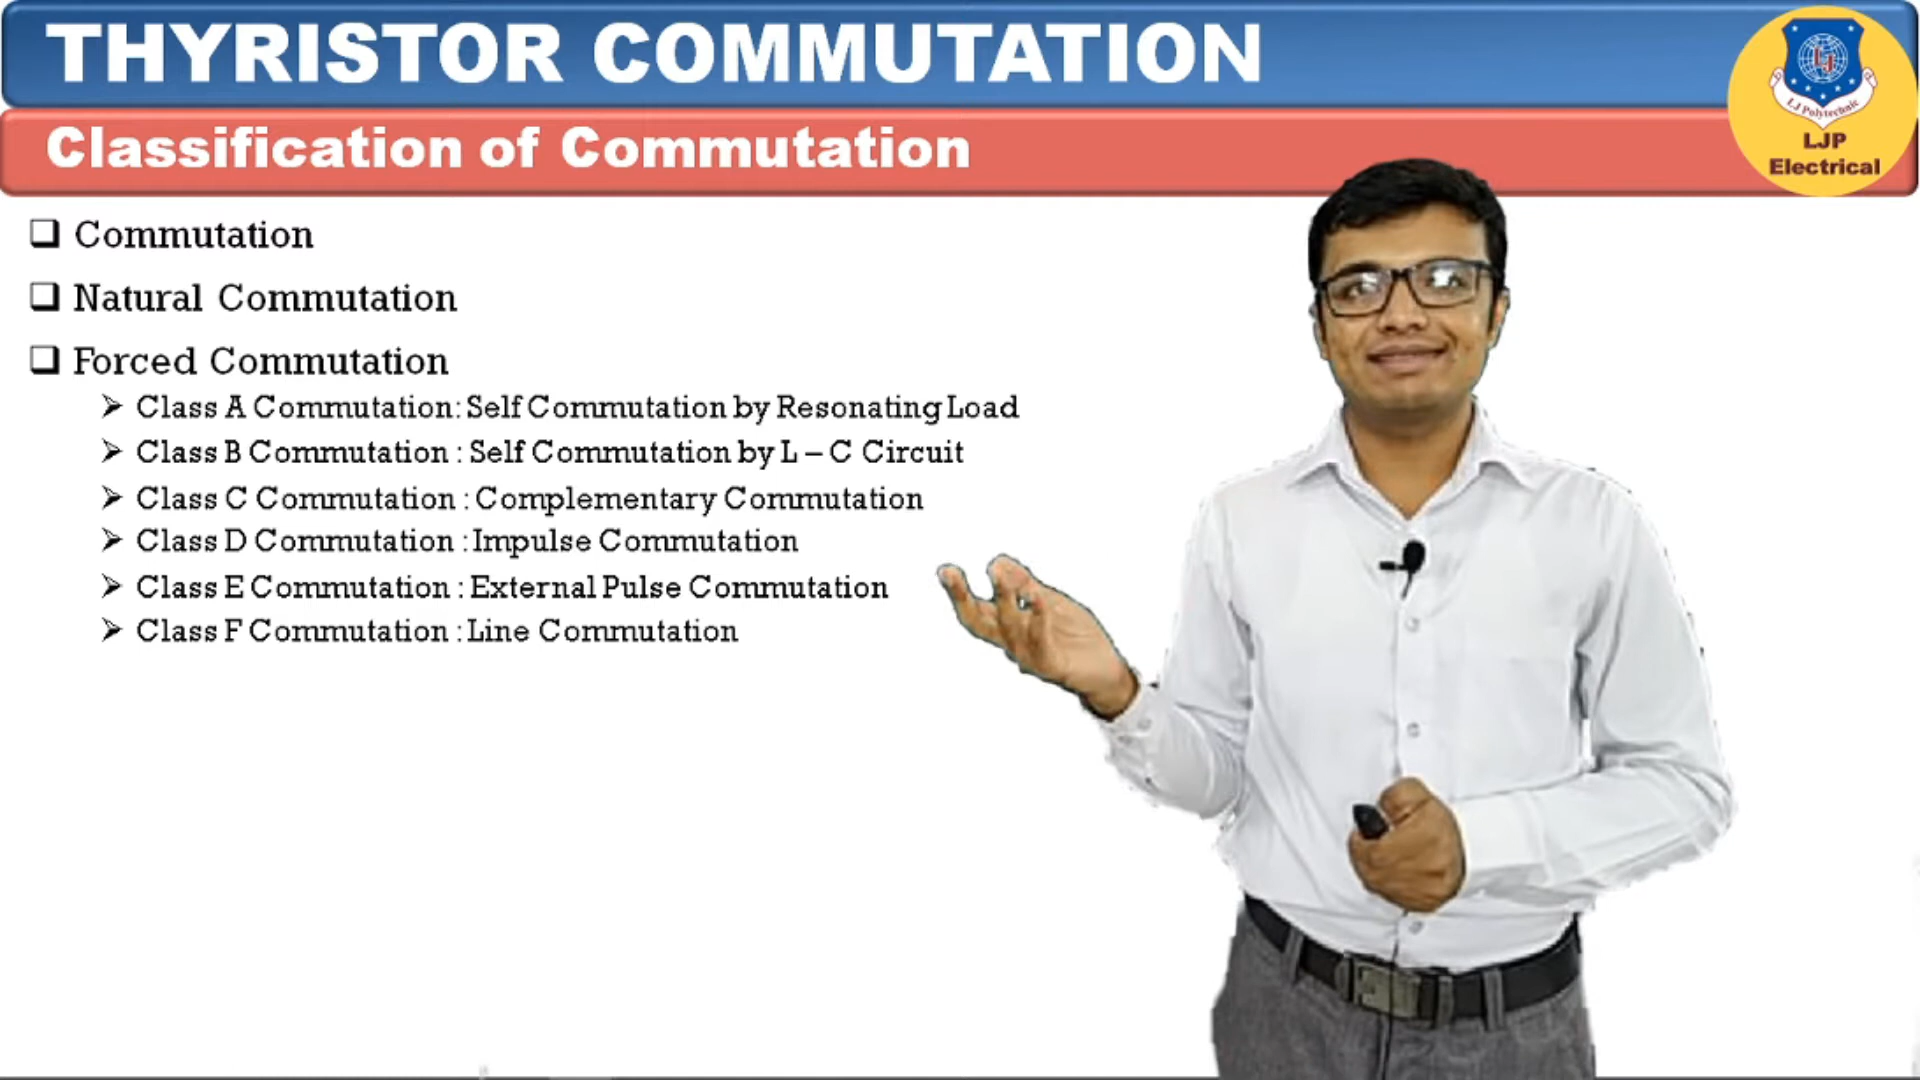 THYRISTOR COMMUTATION
Classification of Commutation
LJ Polytechnic
LJP
Electrical
Commutation
Natural Commutation
Forced Commutation
Class A Commutation: Self Commutation by Resonating Load
Class B Commutation : Self Commutation by L – C Circuit
Class C Commutation : Complementary Commutation
Class D Commutation : Impulse Commutation
Class E Commutation : External Pulse Commutation
Class F Commutation : Line Commutation